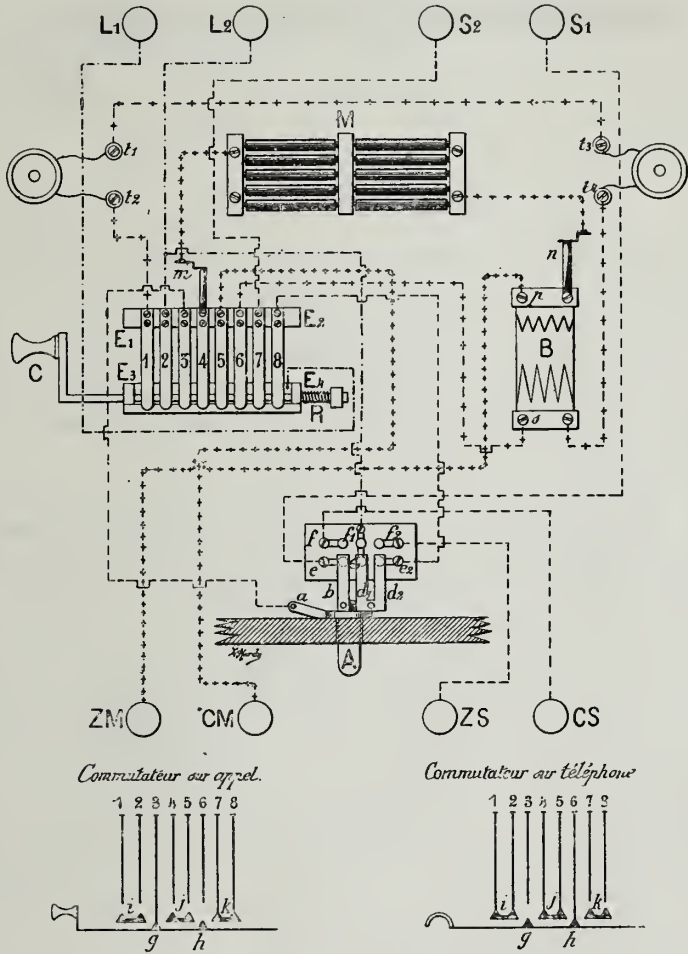 L1 L2 S2 S1
M
t1 t3
t2 t4
m n
p
E1 E2
1 2 3 4 5 6 7 8
B
C E3 E4
R
s
f f1 f2
e e2
b d1 d2
a
A
ZM CM ZS CS
Commutateur sur appel.
1 2 3 4 5 6 7 8
i j k
g h
Commutateur sur téléphone
1 2 3 4 5 6 7 8
i j k
g h